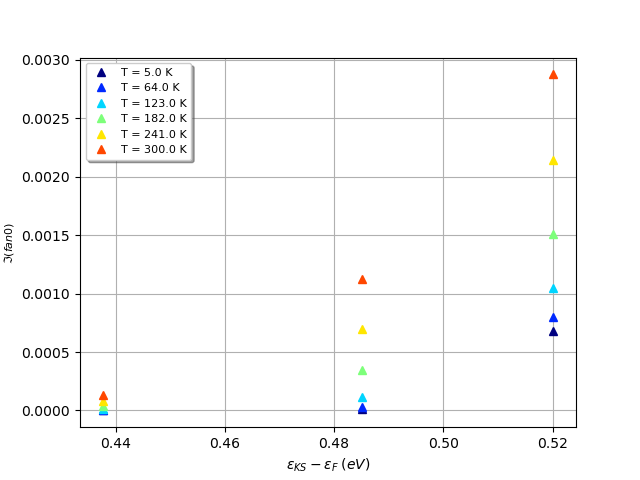 0.0030
0.0025
0.0020
0.0015
0.0010
0.0005
0.0000
ℑ(fan0)
T = 5.0 K
T = 64.0 K
T = 123.0 K
T = 182.0 K
T = 241.0 K
T = 300.0 K
0.44 0.46 0.48 0.50 0.52
εKS − εF (eV)